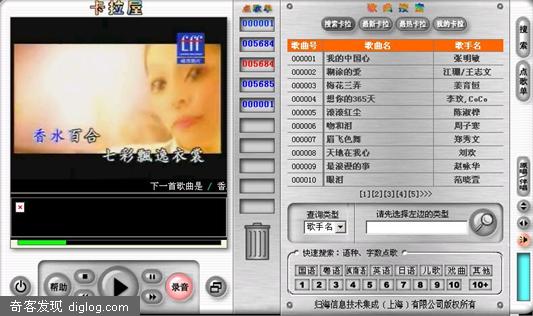 卡拉屋
LIT
香水百合
七彩飄逸衣裳
下一首歌曲是 / 香
帮助
录音
点歌单
000001
005684
005684
005685
000001
歌曲搜索
搜索卡拉 最新卡拉 最热卡拉 我的卡拉
歌曲号 歌曲名 歌手名
000001 我的中国心 张明敏
000002 糊涂的爱 江珊/王志文
000003 梅花三弄 姜育恒
000004 想你的365天 李玟,CoCo
000005 滚滚红尘 陈淑桦
000006 吻和泪 周子寒
000007 眉飞色舞 郑秀文
000008 天地在我心 刘欢
000009 是浪漫的事 赵咏华
000010 眼泪 范晓萱
[1][2][3][4][5]>>>
查询类型
歌手名
请先选择左边的类型
快速搜索：语种、字数点歌
国语 粤语 闽南语 英语 日语 儿歌 戏曲 其他
1 2 3 4 5 6 7 8 9 10 10+
归海信息技术集成（上海）有限公司版权所有
搜索
点歌单
原唱/伴唱
奇客发现 diglog.com